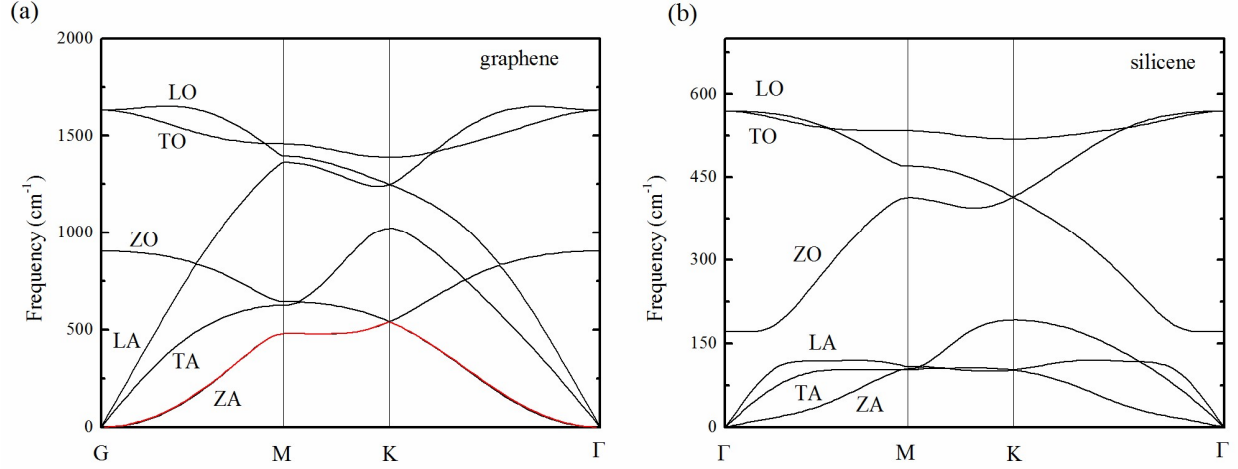 (a)
graphene
Frequency (cm⁻¹)
2000
1500
1000
500
0
LO
TO
ZO
LA
TA
ZA
G M K Γ
(b)
silicene
Frequency (cm⁻¹)
600
450
300
150
0
LO
TO
ZO
LA
TA
ZA
Γ M K Γ